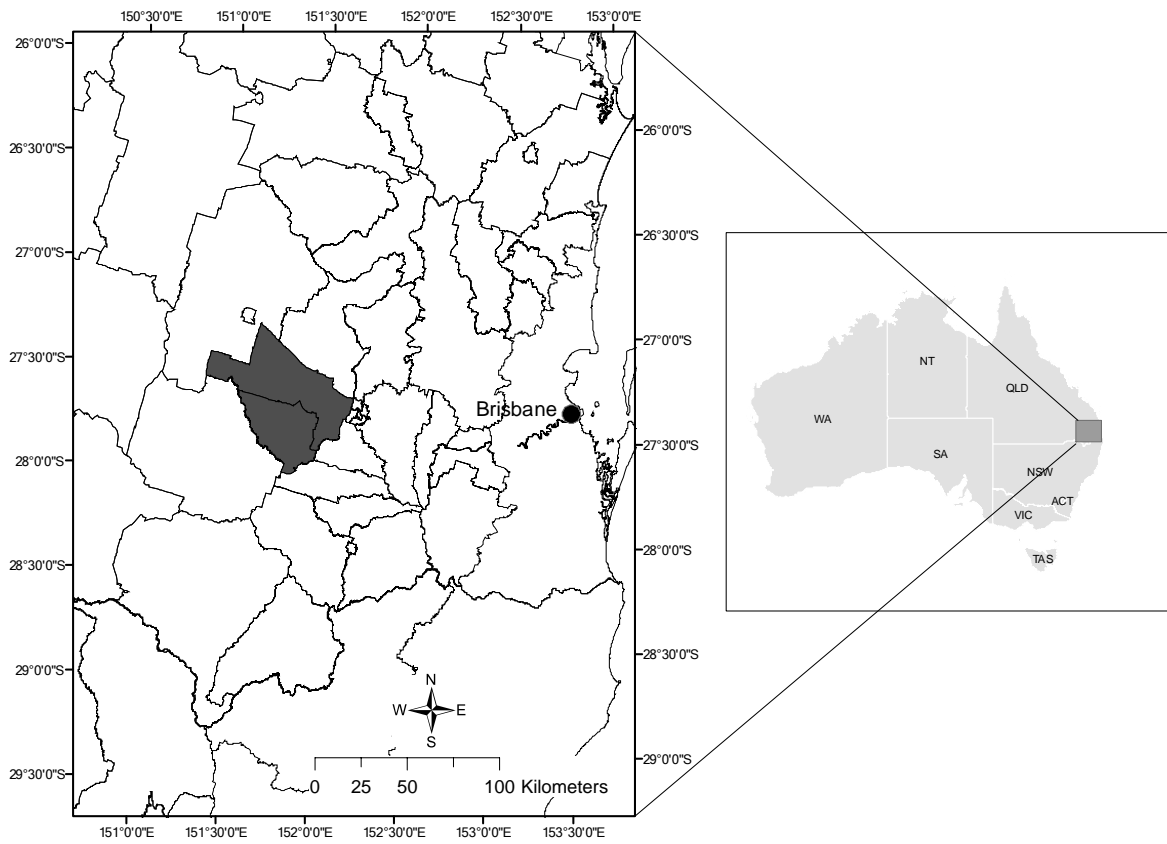 150°30'0"E 151°0'0"E 151°30'0"E 152°0'0"E 152°30'0"E 153°0'0"E
26°0'0"S
26°0'0"S
26°30'0"S
26°30'0"S
27°0'0"S
27°0'0"S
27°30'0"S
Brisbane
27°30'0"S
28°0'0"S
28°0'0"S
28°30'0"S
28°30'0"S
29°0'0"S
29°0'0"S
29°30'0"S
N
W E
S
0 25 50 100 Kilometers
151°0'0"E 151°30'0"E 152°0'0"E 152°30'0"E 153°0'0"E 153°30'0"E
NT
QLD
WA
SA
NSW
ACT
VIC
TAS